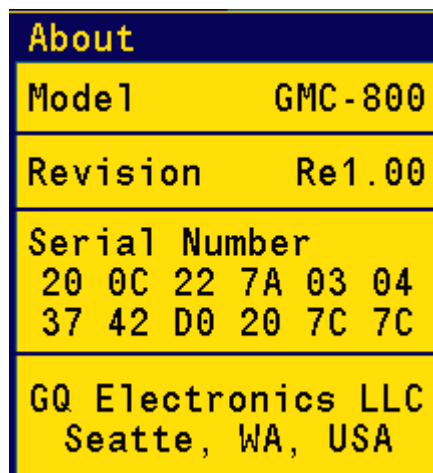 About
Model GMC-800
Revision Re1.00
Serial Number
20 0C 22 7A 03 04
37 42 D0 20 7C 7C
GQ Electronics LLC
Seatte, WA, USA